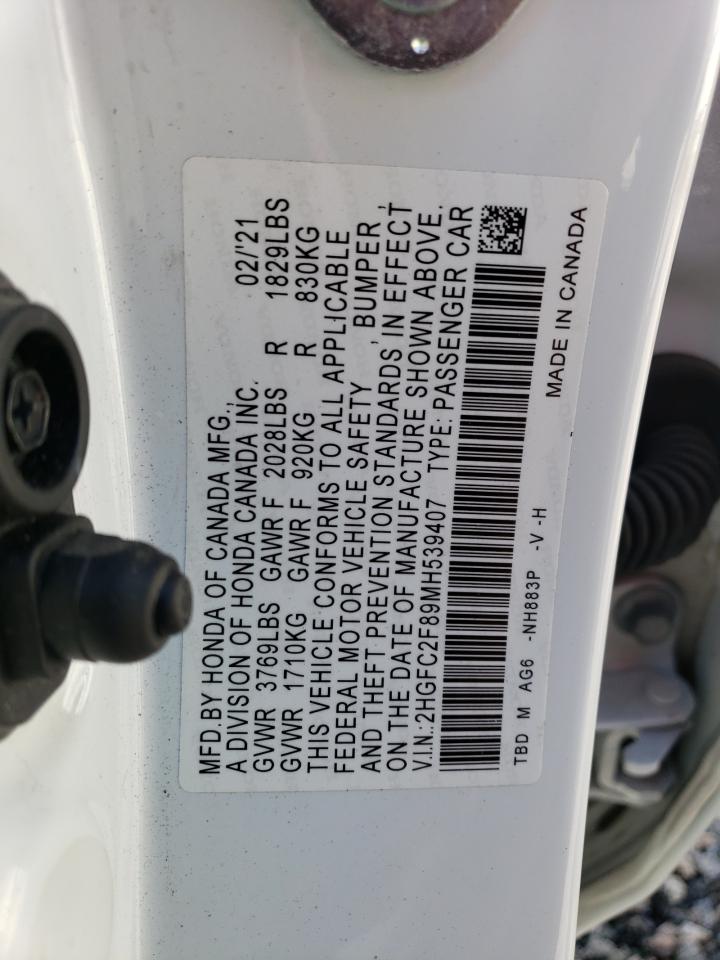 MFD.BY HONDA OF CANADA MFG., 02/'21
A DIVISION OF HONDA CANADA INC.
GVWR 3769LBS GAWR F 2028LBS R 1829LBS
GVWR 1710KG GAWR F 920KG R 830KG
THIS VEHICLE CONFORMS TO ALL APPLICABLE
FEDERAL MOTOR VEHICLE SAFETY , BUMPER ,
AND THEFT PREVENTION STANDARDS IN EFFECT
ON THE DATE OF MANUFACTURE SHOWN ABOVE.
V.IN.:2HGFC2F89MH539407 TYPE: PASSENGER CAR
TBD M AG6 -NH883P -V -H
MADE IN CANADA